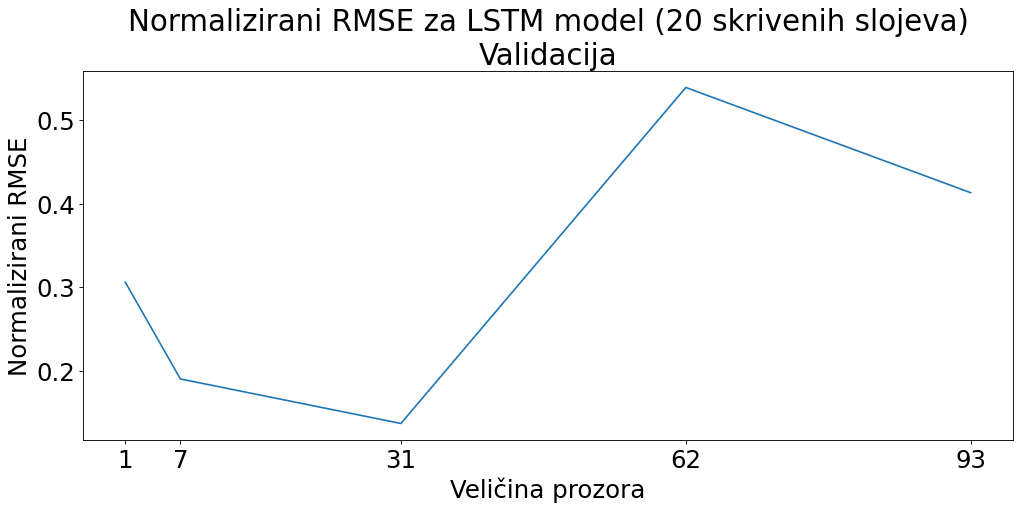 Normalizirani RMSE za LSTM model (20 skrivenih slojeva)
Validacija
Normalizirani RMSE
0.5
0.4
0.3
0.2
1 7 31 62 93
Veličina prozora